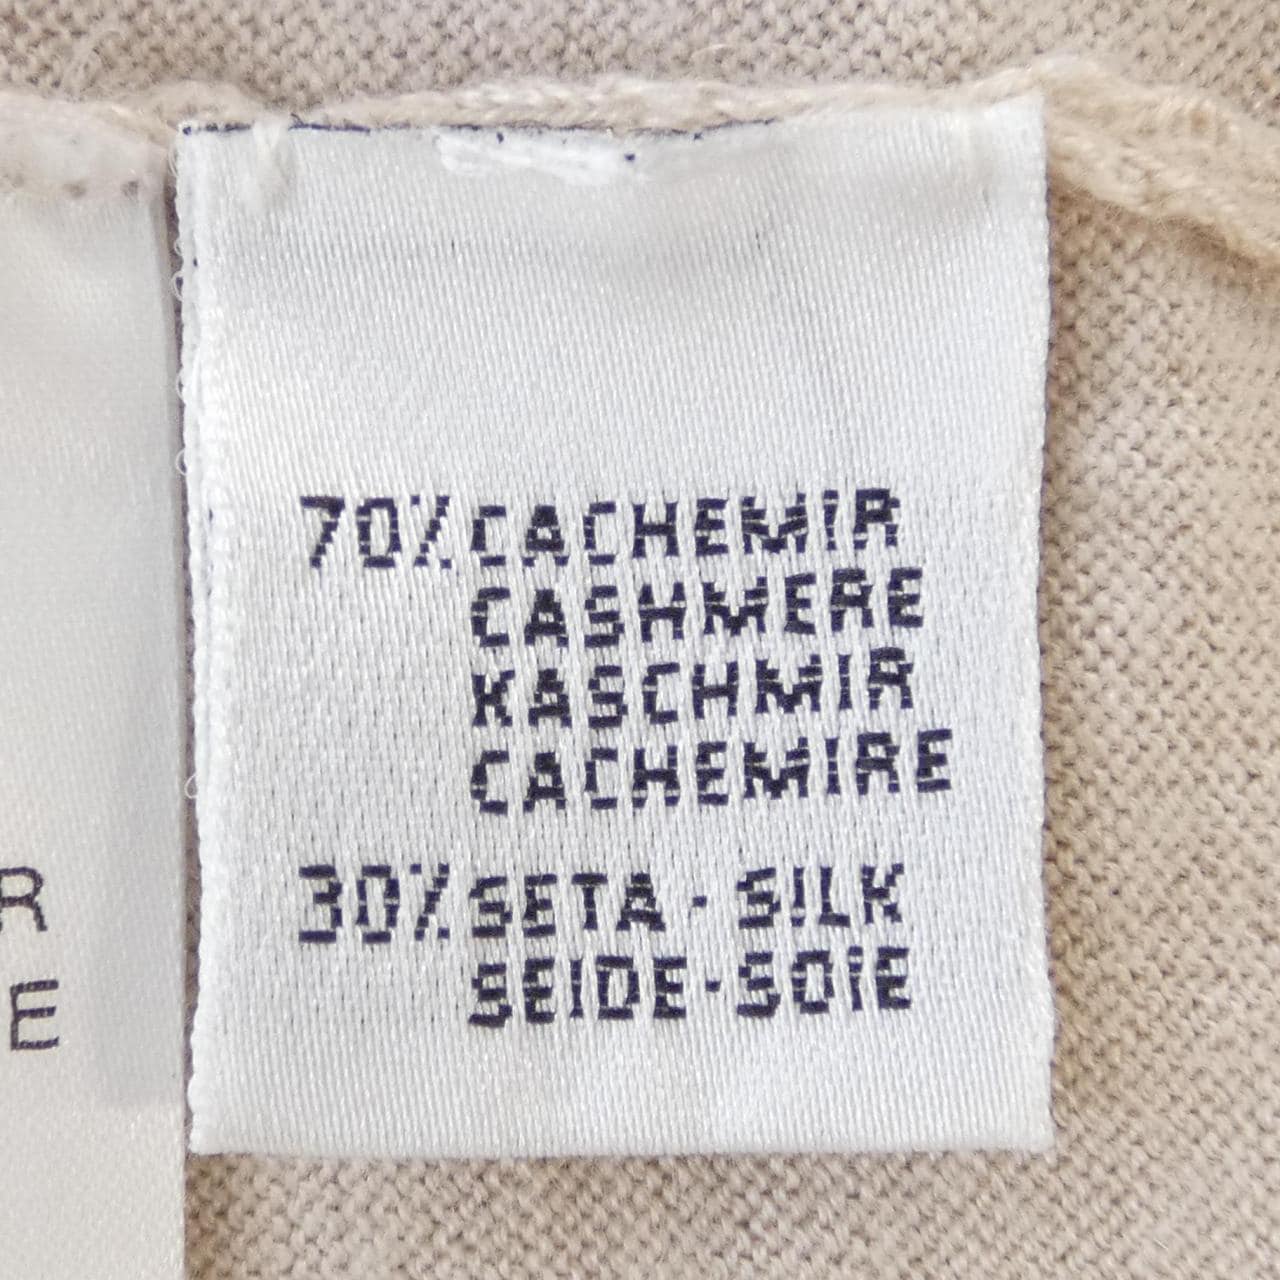 70% CACHEMIR
CASHMERE
KASCHMIR
CACHEMIRE
30% SETA - SILK
SEIDE - SOIE
R
E